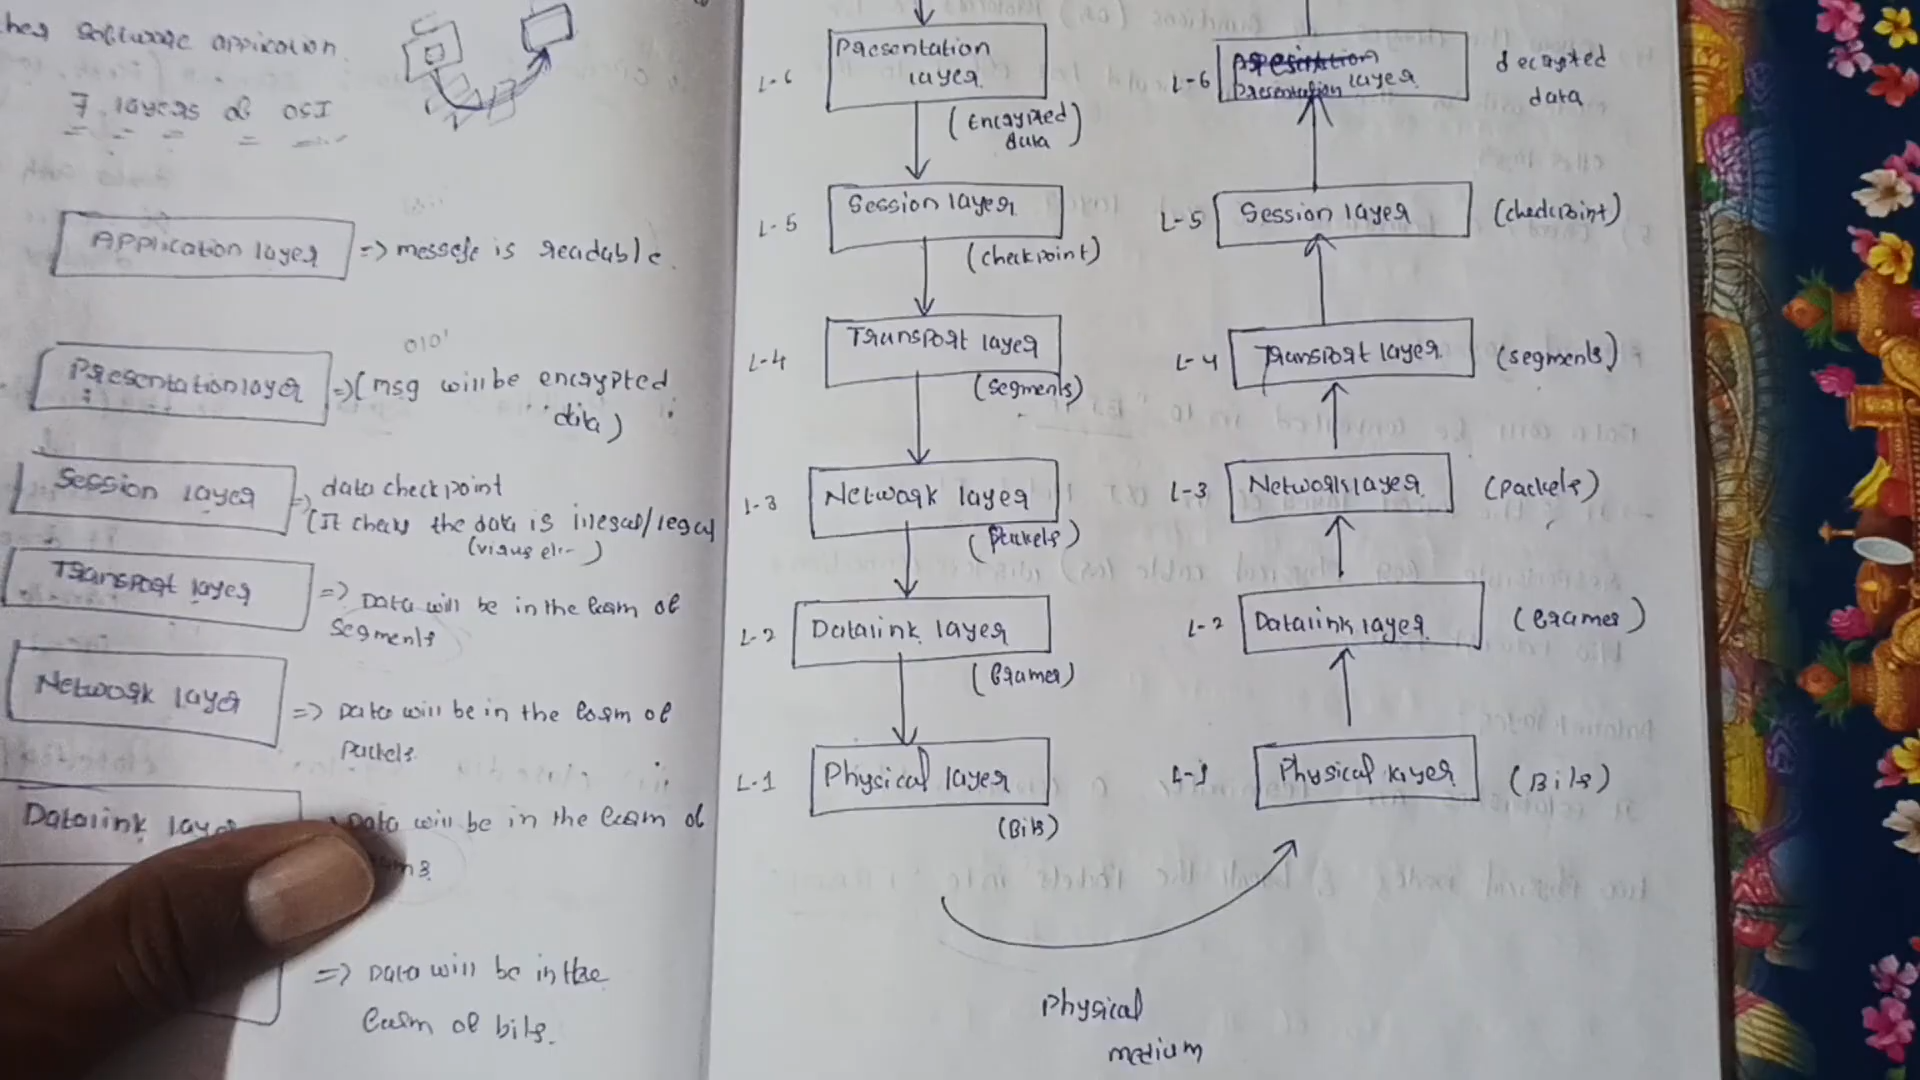 software application
7 layers of OSI
Application layer => message is readable.
0101
Presentation layer => (msg will be encrypted
data)
Session layer => data checkpoint
(It checks the data is illegal/legal
(virus etc- )
Transport layer => Data will be in the form of
segments
Network layer => Data will be in the form of
packets.
Datalink layer Data will be in the form of
=> Data will be in the
form of bits.
L-6 Presentation
layer
(Encrypted
data)
L-5 Session layer
(checkpoint)
L-4 Transport layer
(segments)
L-3 Network layer
(packets)
L-2 Datalink layer
(frames)
L-1 Physical layer
(Bits)
L-6 Presentation layer decrypted
data
L-5 Session layer (checkpoint)
L-4 Transport layer (segments)
L-3 Network layer (packets)
L-2 Datalink layer (frames)
L-1 Physical layer (Bits)
Physical
medium